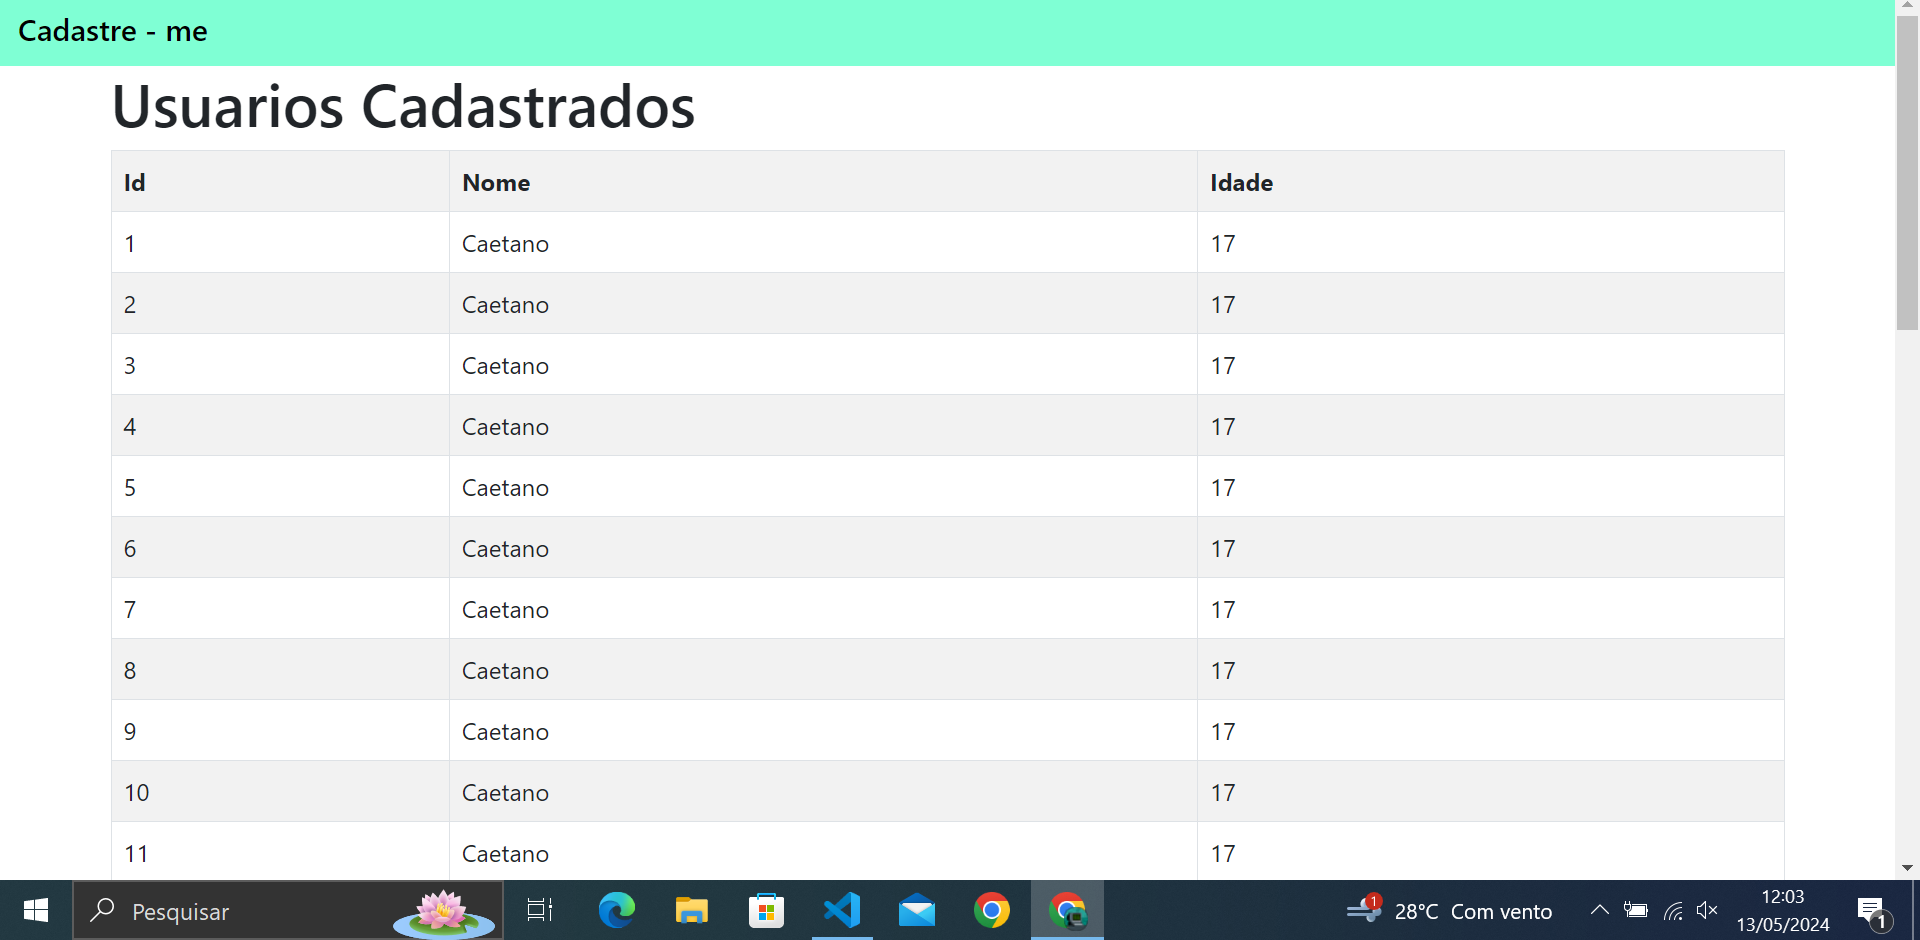 Cadastre - me
Usuarios Cadastrados
Id Nome Idade
1 Caetano 17
2 Caetano 17
3 Caetano 17
4 Caetano 17
5 Caetano 17
6 Caetano 17
7 Caetano 17
8 Caetano 17
9 Caetano 17
10 Caetano 17
11 Caetano 17
Pesquisar
1
28°C Com vento
12:03
13/05/2024
1